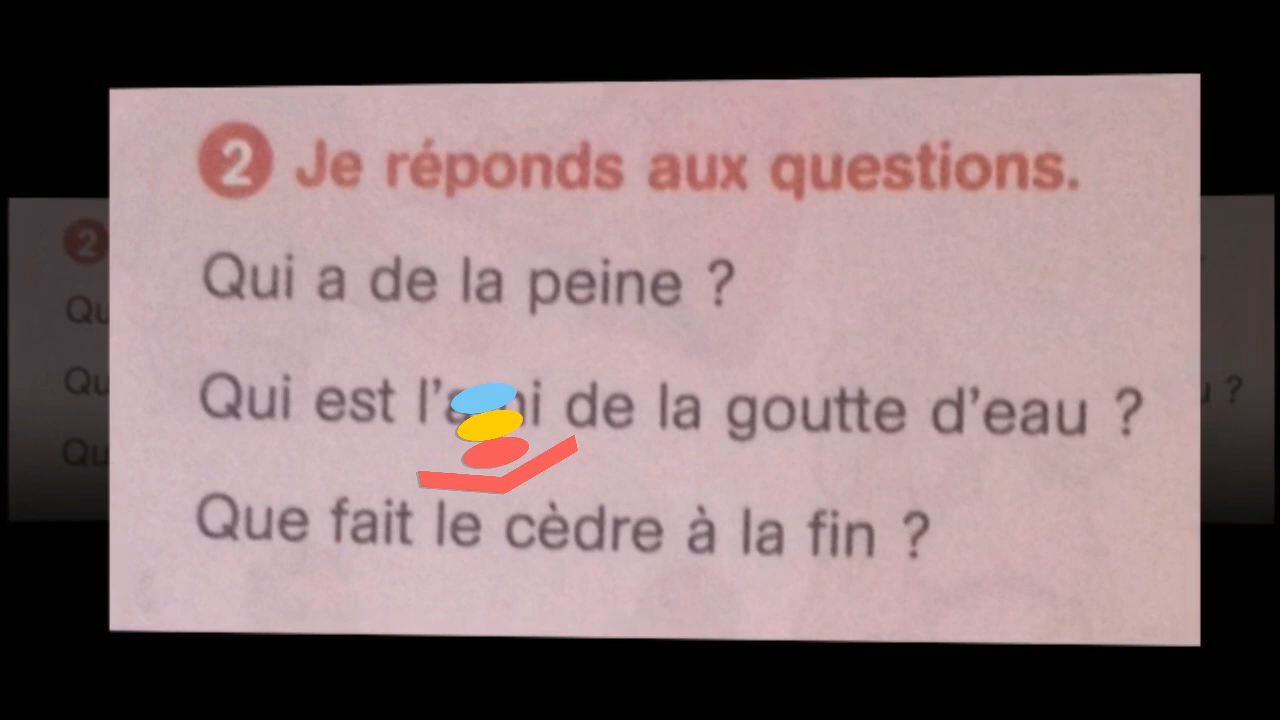 2 Je réponds aux questions.
Qui a de la peine ?
Qui est l'ami de la goutte d'eau ?
Que fait le cèdre à la fin ?